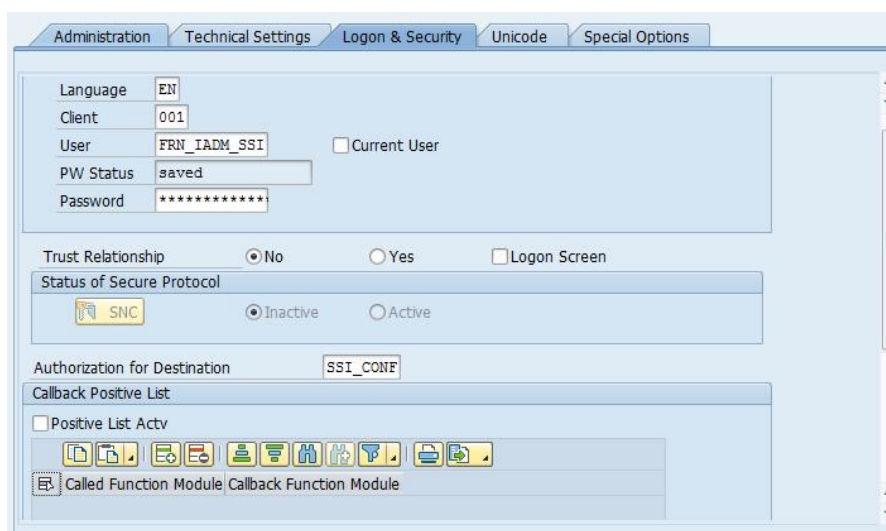 Administration Technical Settings Logon & Security Unicode Special Options
Language EN
Client 001
User FRN_IADM_SSI Current User
PW Status saved
Password *************
Trust Relationship No Yes Logon Screen
Status of Secure Protocol
SNC Inactive Active
Authorization for Destination SSI_CONF
Callback Positive List
Positive List Actv
Called Function Module Callback Function Module